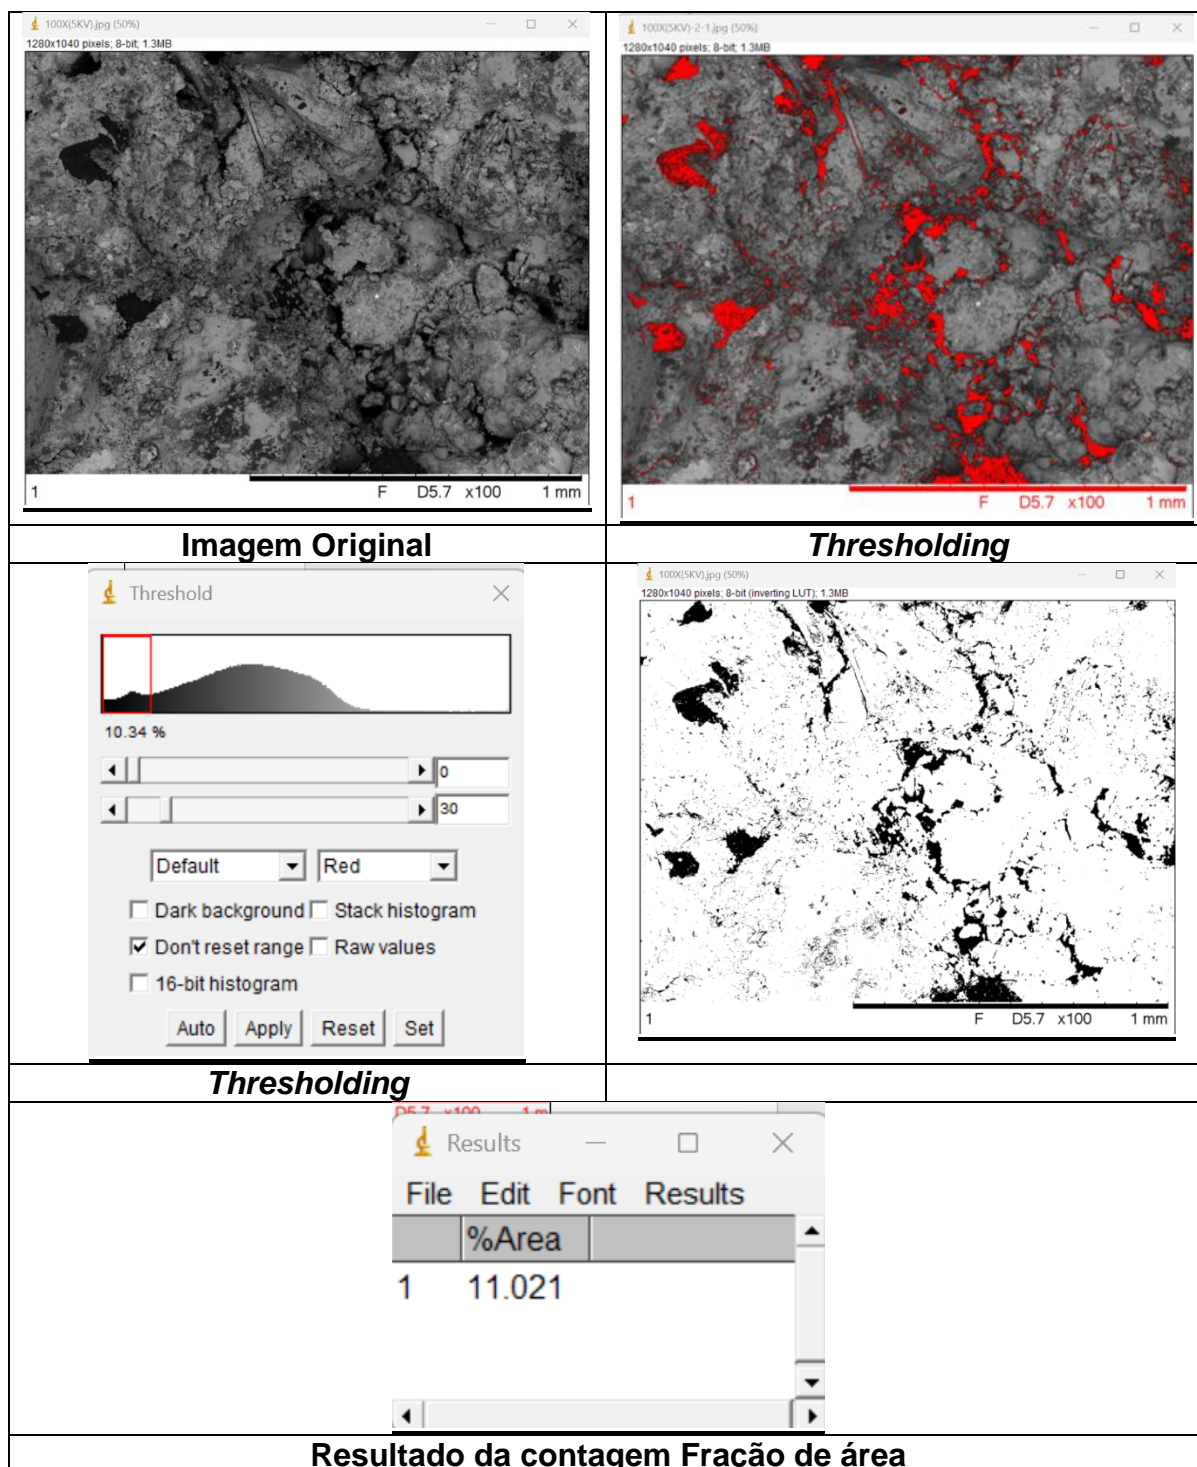 100X(5KV).jpg (50%)
1280x1040 pixels; 8-bit; 1.3MB
1 F D5.7 x100 1 mm
100X(5KV)-2-1.jpg (50%)
1280x1040 pixels; 8-bit; 1.3MB
1 F D5.7 x100 1 mm
Imagem Original
Thresholding
Threshold
10.34 %
0
30
Default Red
Dark background Stack histogram
Don't reset range Raw values
16-bit histogram
Auto Apply Reset Set
100X(5KV).jpg (50%)
1280x1040 pixels; 8-bit (inverting LUT); 1.3MB
1 F D5.7 x100 1 mm
Thresholding
D5.7 x100 1 m
Results
File Edit Font Results
%Area
1 11.021
Resultado da contagem Fração de área